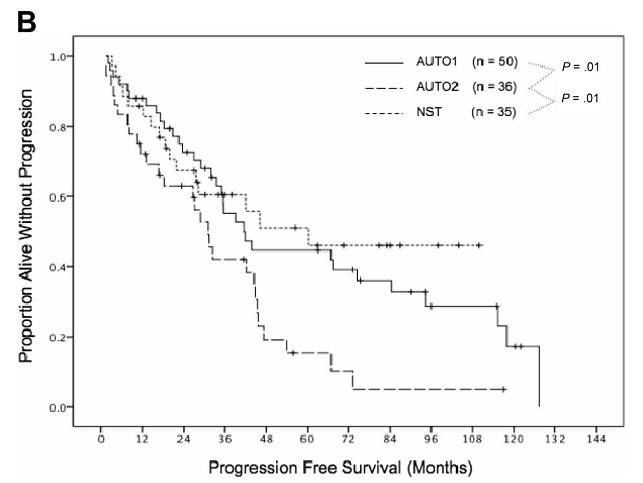 B
AUTO1 (n = 50)
AUTO2 (n = 36)
NST (n = 35)
P = .01
P = .01
Proportion Alive Without Progression
1.0
0.8
0.6
0.4
0.2
0.0
0 12 24 36 48 60 72 84 96 108 120 132 144
Progression Free Survival (Months)